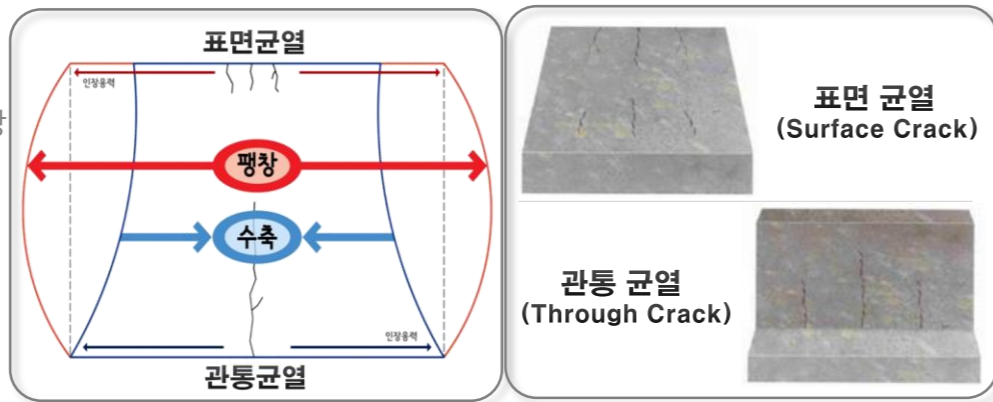 표면균열
인장응력
팽창
수축
인장응력
관통균열
표면 균열
(Surface Crack)
관통 균열
(Through Crack)